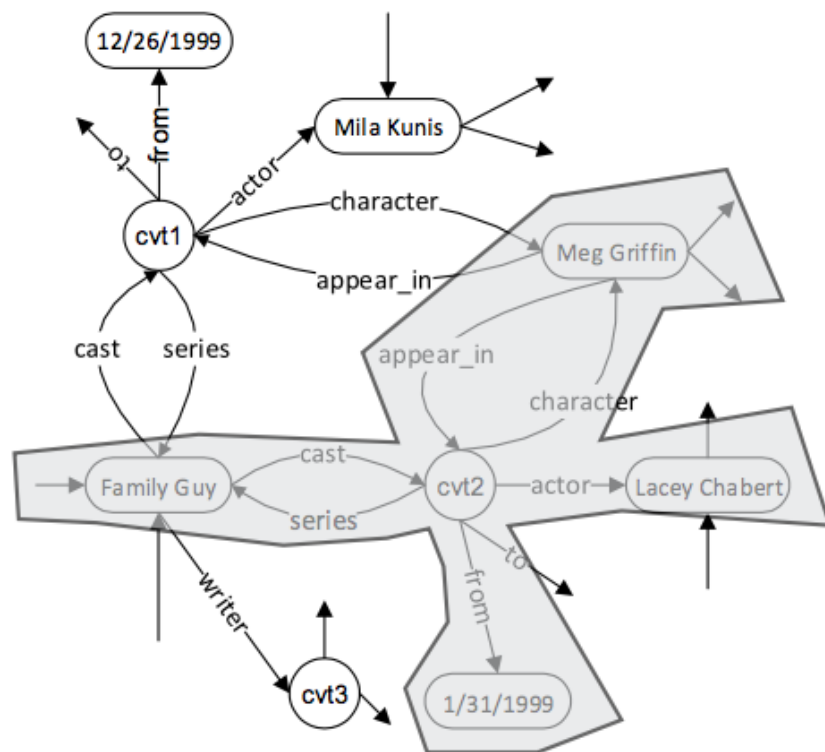 12/26/1999
to
from
actor
Mila Kunis
cvt1
character
Meg Griffin
appear_in
cast
series
appear_in
character
Family Guy
cast
series
cvt2
actor
Lacey Chabert
to
from
writer
cvt3
1/31/1999